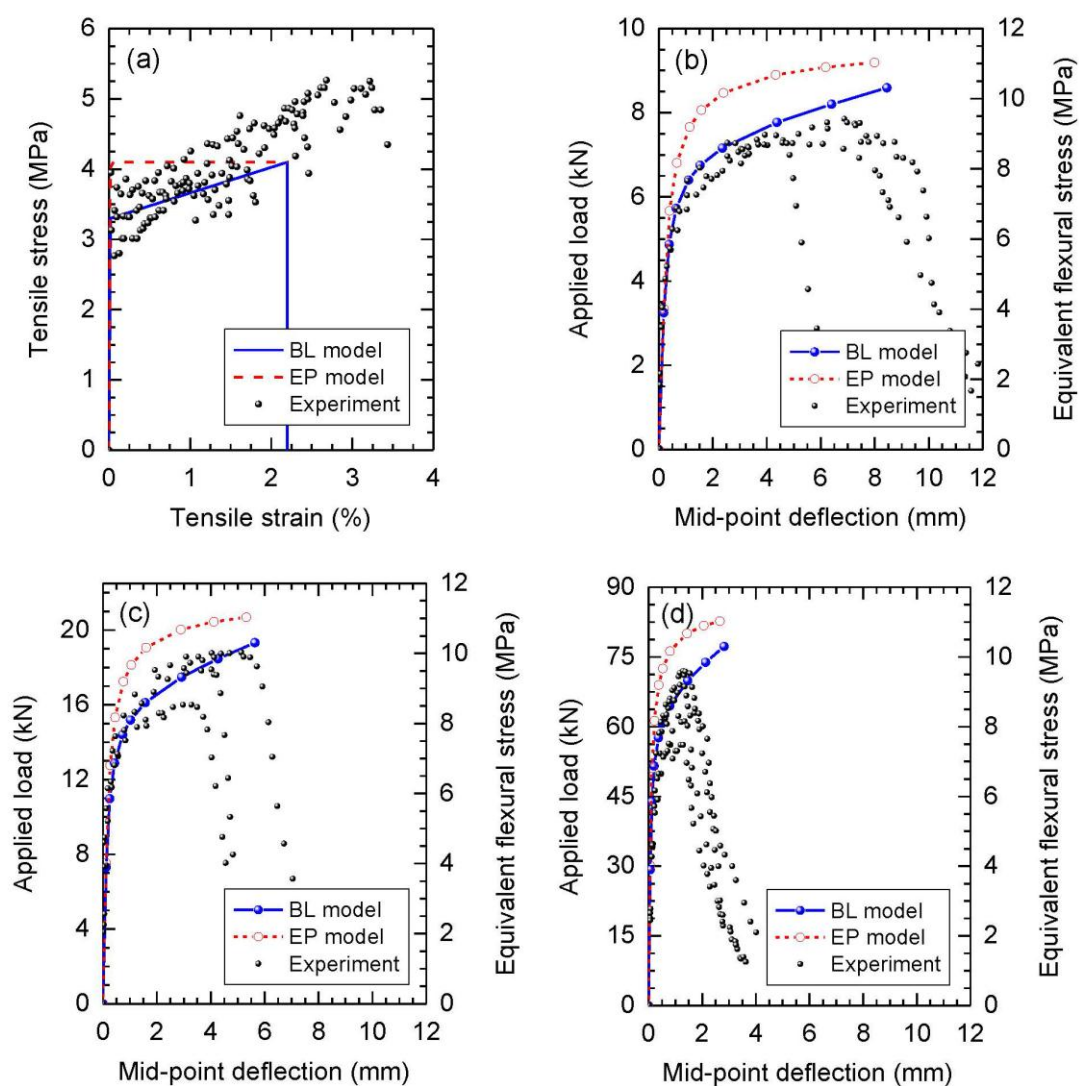 (a)
6
5
4
3
2
1
0
Tensile stress (MPa)
BL model
EP model
Experiment
0 1 2 3 4
Tensile strain (%)
(b)
10
8
6
4
2
0
Applied load (kN)
12
10
8
6
4
2
0
Equivalent flexural stress (MPa)
BL model
EP model
Experiment
0 2 4 6 8 10 12
Mid-point deflection (mm)
(c)
20
16
12
8
4
0
Applied load (kN)
12
10
8
6
4
2
0
Equivalent flexural stress (MPa)
BL model
EP model
Experiment
0 2 4 6 8 10 12
Mid-point deflection (mm)
(d)
90
75
60
45
30
15
0
Applied load (kN)
12
10
8
6
4
2
0
Equivalent flexural stress (MPa)
BL model
EP model
Experiment
0 2 4 6 8 10 12
Mid-point deflection (mm)